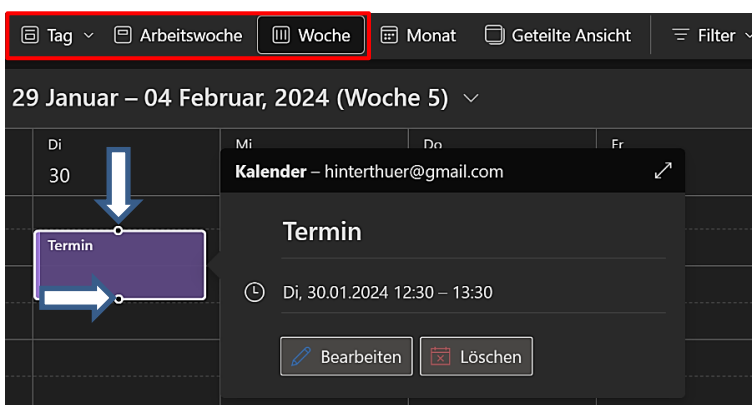 Tag Arbeitswoche Woche Monat Geteilte Ansicht Filter
29 Januar – 04 Februar, 2024 (Woche 5)
Di Mi Do Fr
30
Kalender – hinterthuer@gmail.com
Termin
Termin
Di, 30.01.2024 12:30 – 13:30
Bearbeiten Löschen